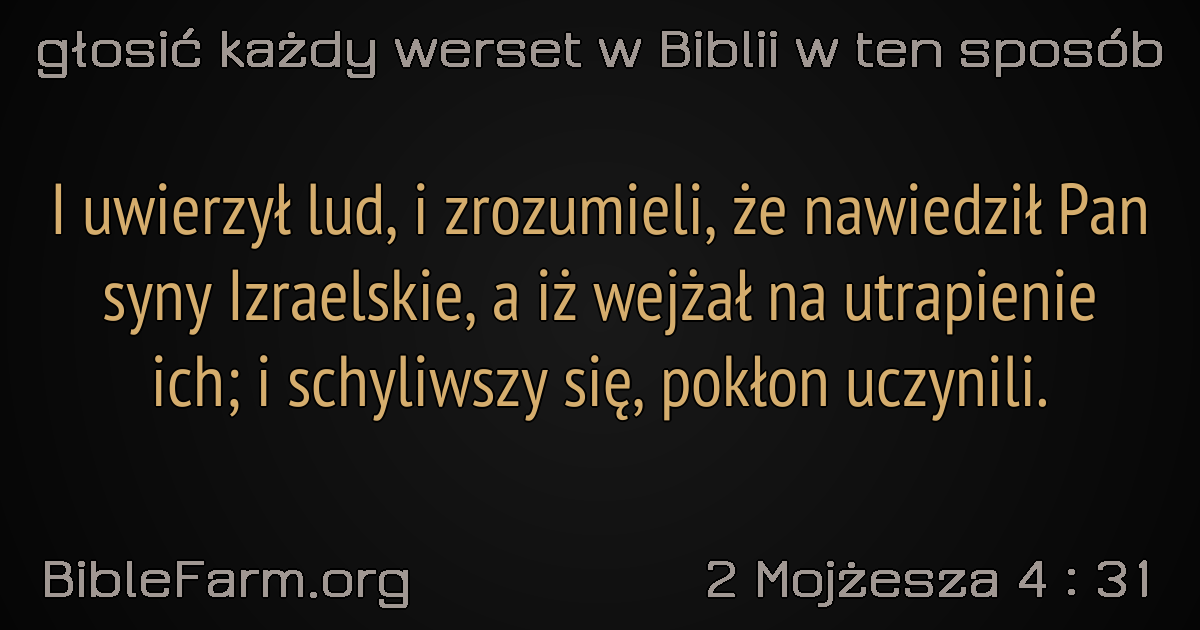 głosić każdy werset w Biblii w ten sposób
I uwierzył lud, i zrozumieli, że nawiedził Pan
syny Izraelskie, a iż wejżał na utrapienie
ich; i schyliwszy się, pokłon uczynili.
BibleFarm.org
2 Mojżesza 4 : 31